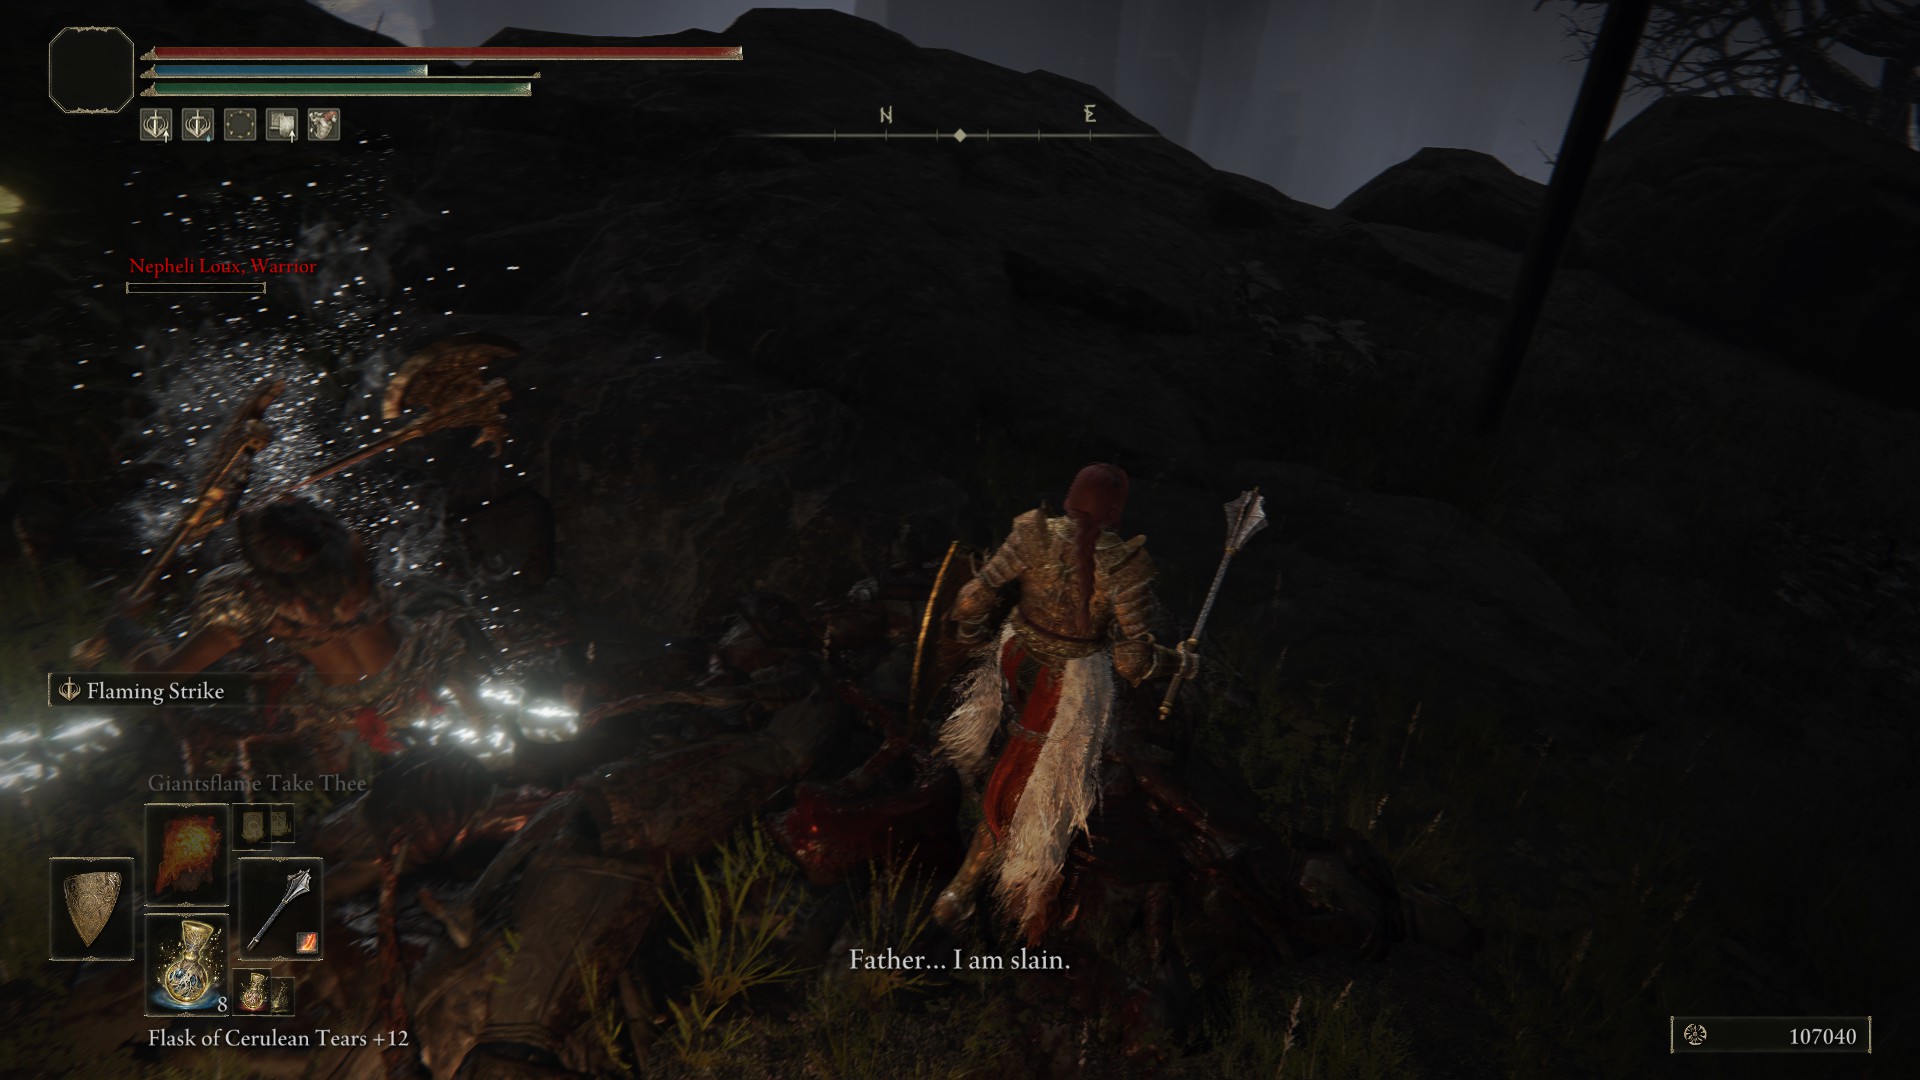 N
E
Nepheli Loux, Warrior
Flaming Strike
Giantsflame Take Thee
8
Father... I am slain.
Flask of Cerulean Tears +12
107040